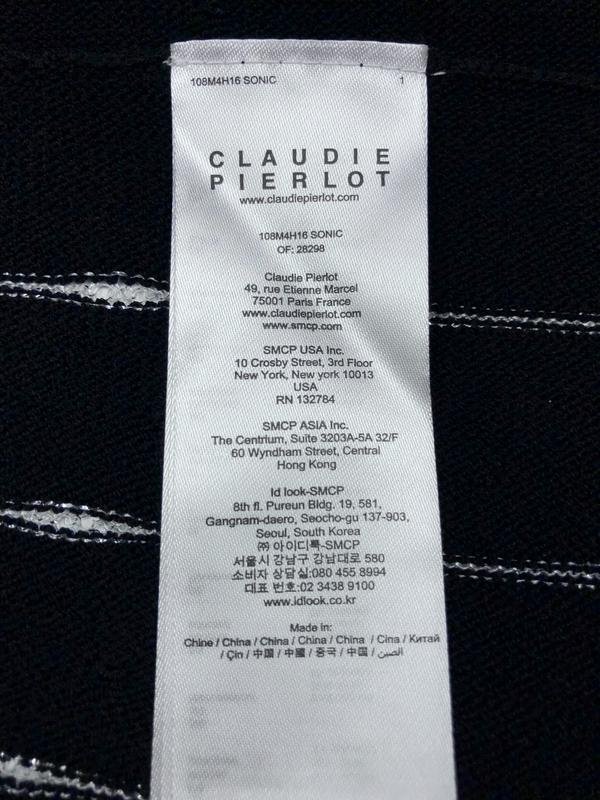 108M4H16 SONIC 1
CLAUDIE
PIERLOT
www.claudiepierlot.com
108M4H16 SONIC
OF: 28298
Claudie Pierlot
49, rue Etienne Marcel
75001 Paris France
www.claudiepierlot.com
www.smcp.com
SMCP USA Inc.
10 Crosby Street, 3rd Floor
New York, New york 10013
USA
RN 132784
SMCP ASIA Inc.
The Centrium, Suite 3203A-5A 32/F
60 Wyndham Street, Central
Hong Kong
Id look-SMCP
8th fl. Pureun Bldg. 19, 581,
Gangnam-daero, Seocho-gu 137-903,
Seoul, South Korea
㈜ 아이디룩-SMCP
서울시 강남구 강남대로 580
소비자 상담실:080 455 8994
대표 번호:02 3438 9100
www.idlook.co.kr
Made in:
Chine / China / China / China / China / Cina / Китай
/ Çin / 中国 / 中國 / 중국 / 中国 / الصين